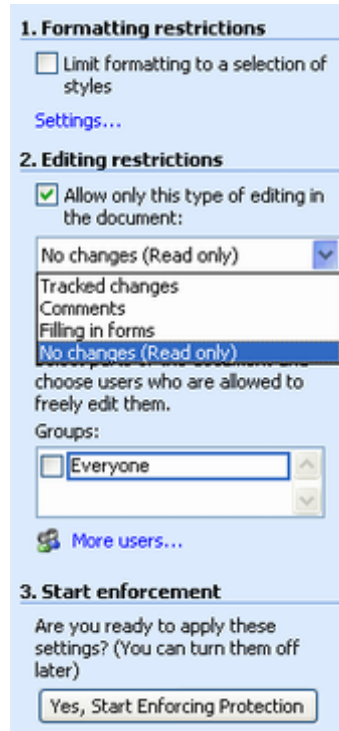 1. Formatting restrictions
Limit formatting to a selection of
styles
Settings...
2. Editing restrictions
Allow only this type of editing in
the document:
No changes (Read only)
Tracked changes
Comments
Filling in forms
No changes (Read only)
choose users who are allowed to
freely edit them.
Groups:
Everyone
More users...
3. Start enforcement
Are you ready to apply these
settings? (You can turn them off
later)
Yes, Start Enforcing Protection